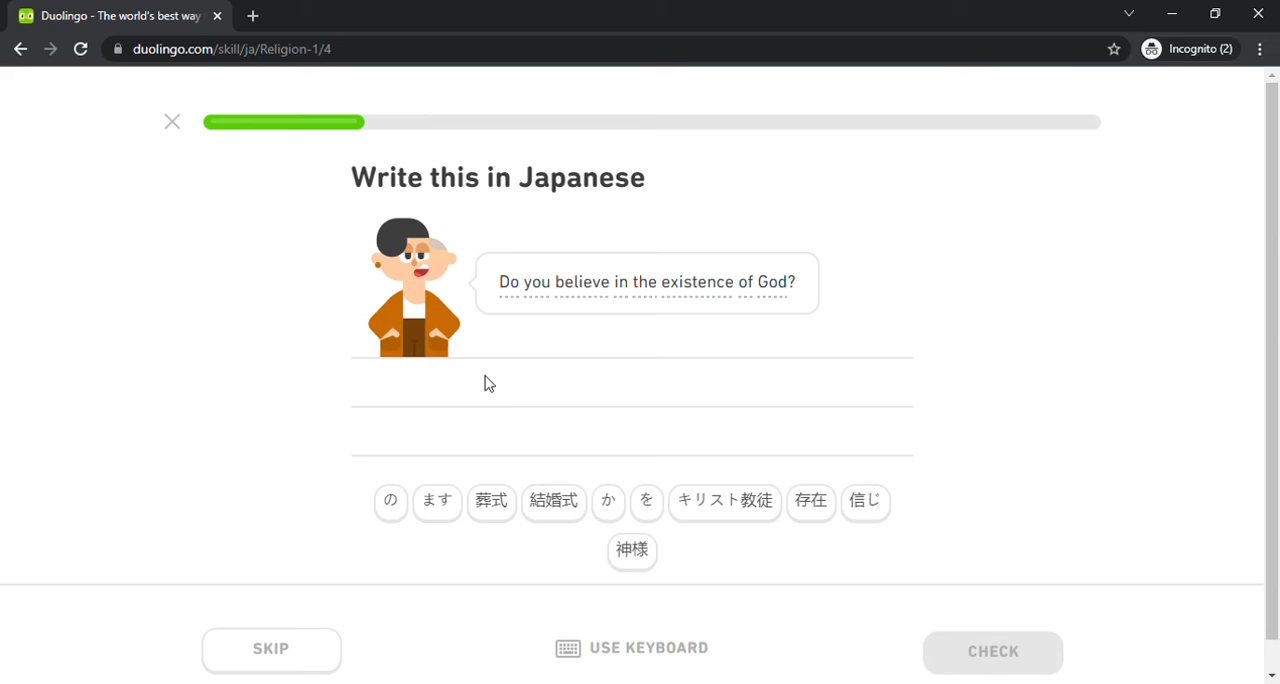 Duolingo - The world's best way
duolingo.com/skill/ja/Religion-1/4
Incognito (2)
Write this in Japanese
Do you believe in the existence of God?
の ます 葬式 結婚式 か を キリスト教徒 存在 信じ
神様
SKIP
USE KEYBOARD
CHECK